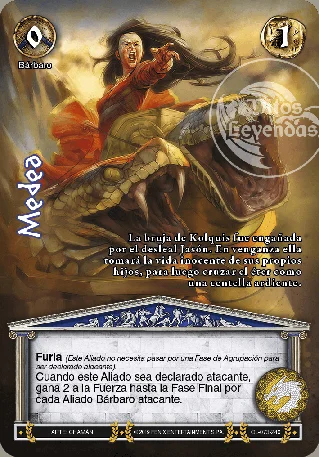 0
1
Bárbaro
Mitos
Leyendas
Medea
La bruja de Kolquis fue engañada
por el desleal Jasón. En venganza ella
tomará la vida inocente de sus propios
hijos, para luego cruzar el éter como
una centella ardiente.
Furia (Este Aliado no necesita pasar por una Fase de Agrupación para
ser declarado atacante).
Cuando este Aliado sea declarado atacante,
gana 2 a la Fuerza hasta la Fase Final por
cada Aliado Bárbaro atacante.